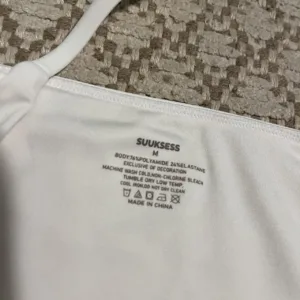 SUUKSESS
M
BODY:76%POLYAMIDE 24%ELASTANE
EXCLUSIVE OF DECORATION
MACHINE WASH COLD,NON-CHLORINE BLEACH
TUMBLE DRY LOW TEMP.
COOL IRON,DO NOT DRY CLEAN
MADE IN CHINA